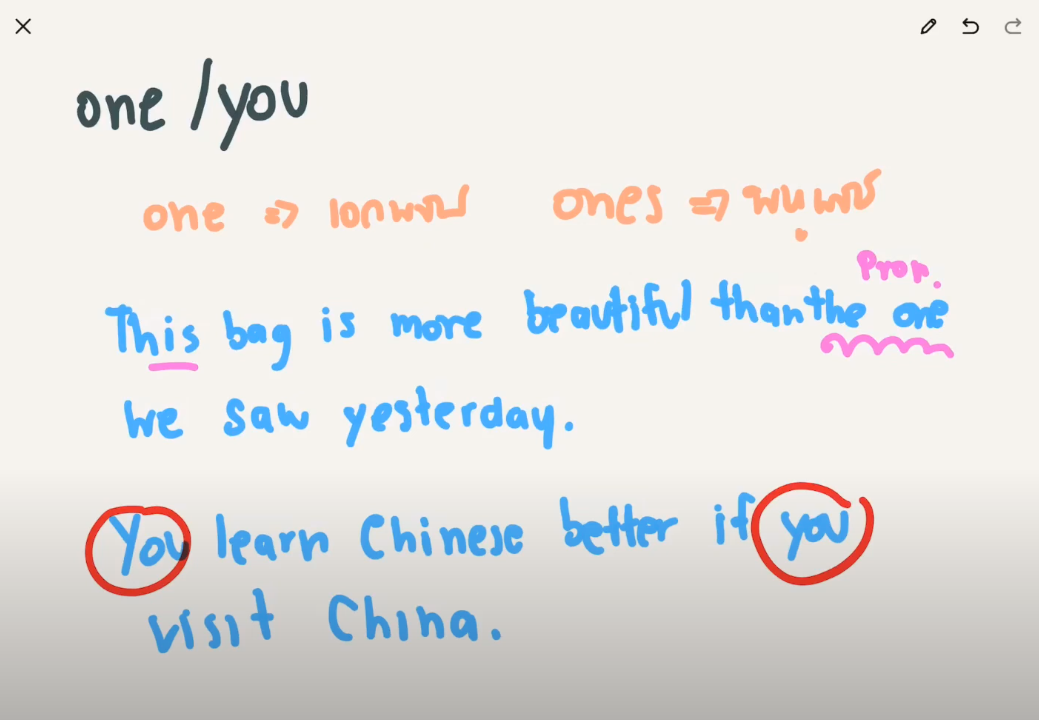 one / you
one => เอกพจน์ ones => พหูพจน์
Pron.
This bag is more beautiful than the one
we saw yesterday.
You learn Chinese better if you
visit China.